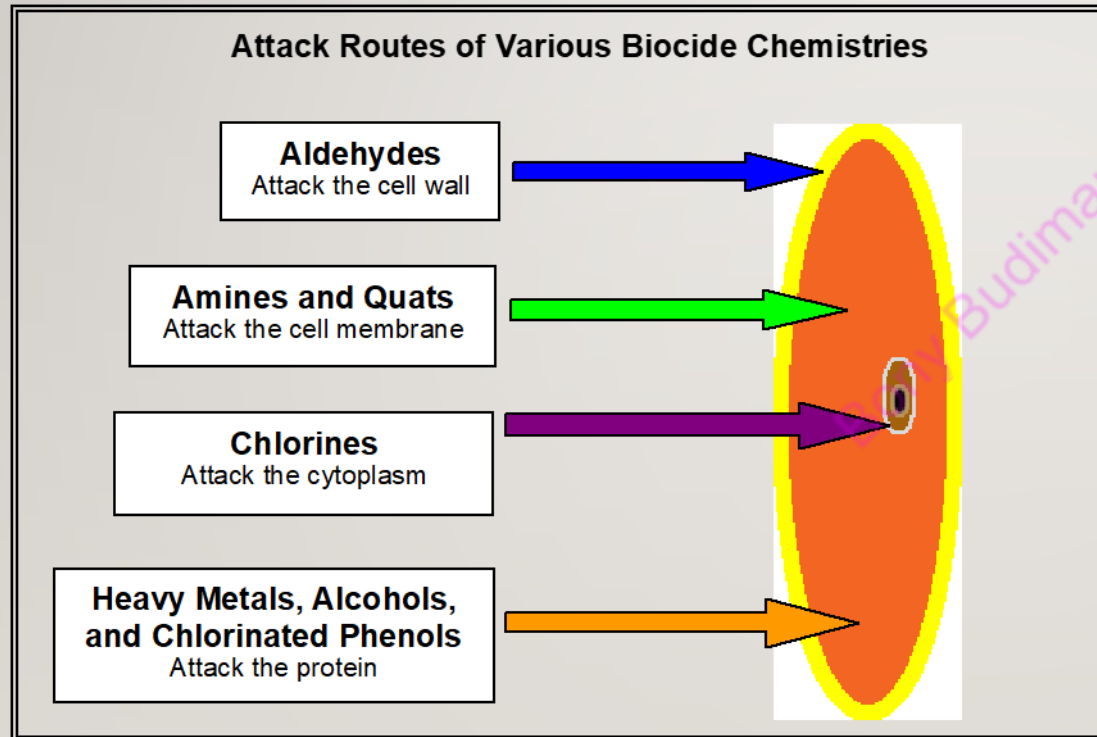 Attack Routes of Various Biocide Chemistries
Aldehydes
Attack the cell wall
Amines and Quats
Attack the cell membrane
Chlorines
Attack the cytoplasm
Heavy Metals, Alcohols,
and Chlorinated Phenols
Attack the protein